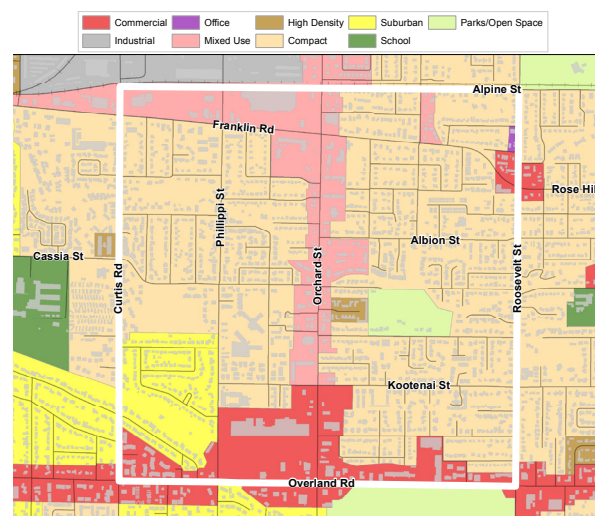 Commercial Office High Density Suburban Parks/Open Space
Industrial Mixed Use Compact School
Alpine St
Franklin Rd
Rose Hil
Phillippi St
Albion St
Cassia St
Curtis Rd
Orchard St
Roosevelt St
Kootenai St
Overland Rd